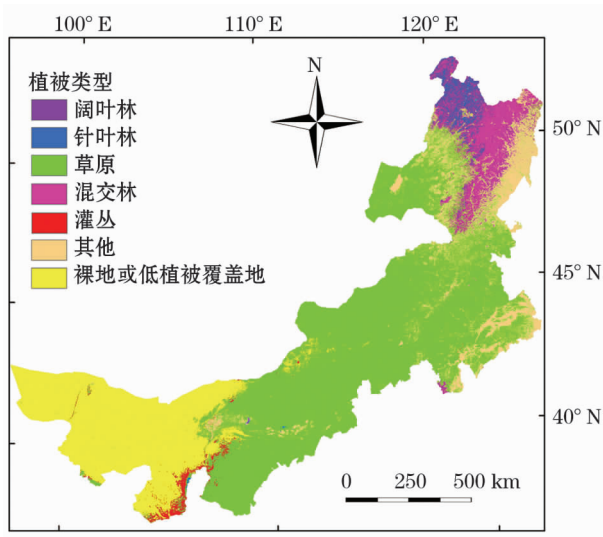 100° E
110° E
120° E
植被类型
N
阔叶林
针叶林
草原
混交林
灌丛
其他
裸地或低植被覆盖地
50° N
45° N
40° N
0 250 500 km